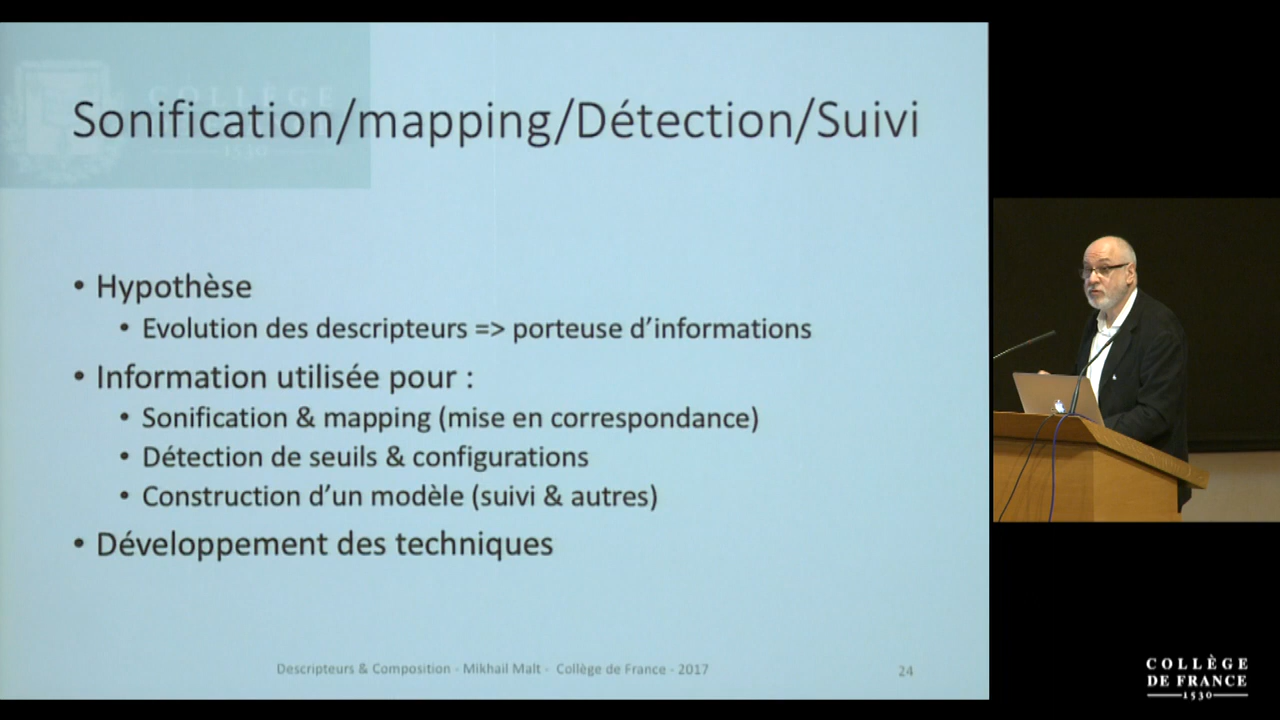 COLLÈGE
1530
Sonification/mapping/Détection/Suivi
• Hypothèse
• Evolution des descripteurs => porteuse d'informations
• Information utilisée pour :
• Sonification & mapping (mise en correspondance)
• Détection de seuils & configurations
• Construction d'un modèle (suivi & autres)
• Développement des techniques
Descripteurs & Composition - Mikhail Malt - Collège de France - 2017
24
COLLÈGE
DE FRANCE
1530